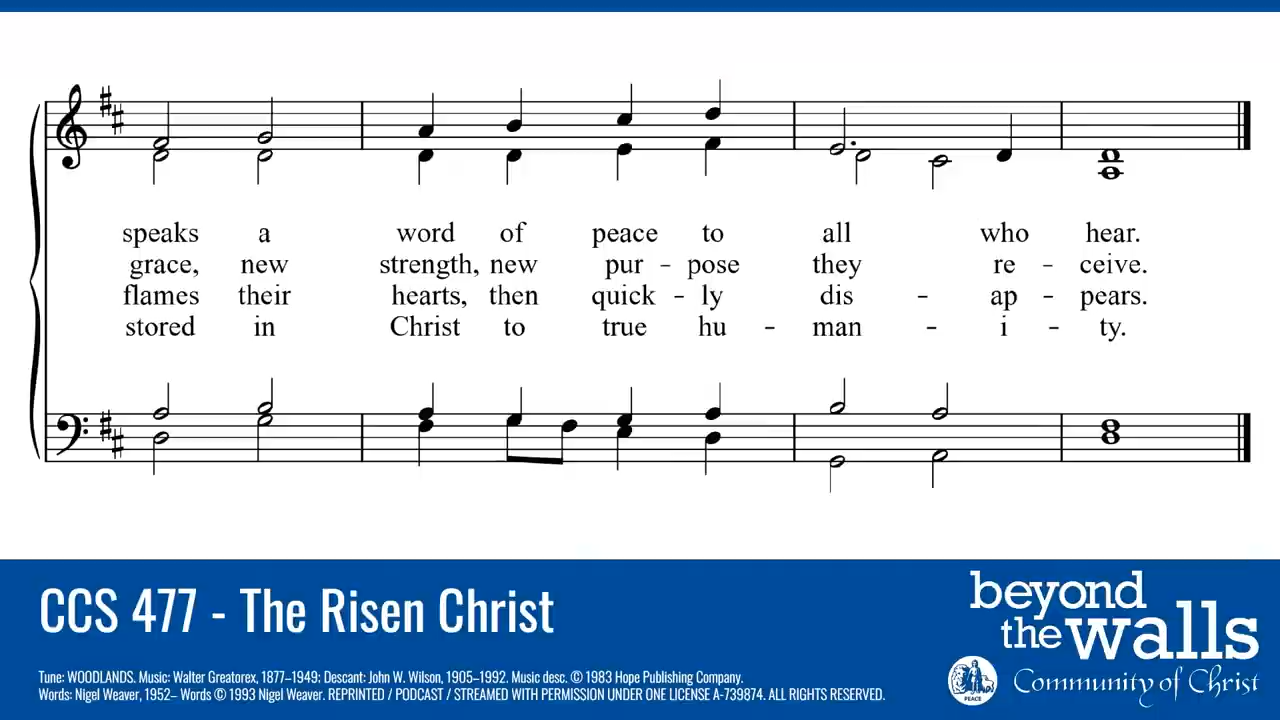 speaks a word of peace to all who hear.
grace, new strength, new pur - pose they re - ceive.
flames their hearts, then quick - ly dis - ap - pears.
stored in Christ to true hu - man - i - ty.
CCS 477 - The Risen Christ
Tune: WOODLANDS. Music: Walter Greatorex, 1877–1949; Descant: John W. Wilson, 1905–1992. Music desc. © 1983 Hope Publishing Company.
Words: Nigel Weaver, 1952– Words © 1993 Nigel Weaver. REPRINTED / PODCAST / STREAMED WITH PERMISSION UNDER ONE LICENSE A-739874. ALL RIGHTS RESERVED.
beyond
the walls
PEACE
Community of Christ